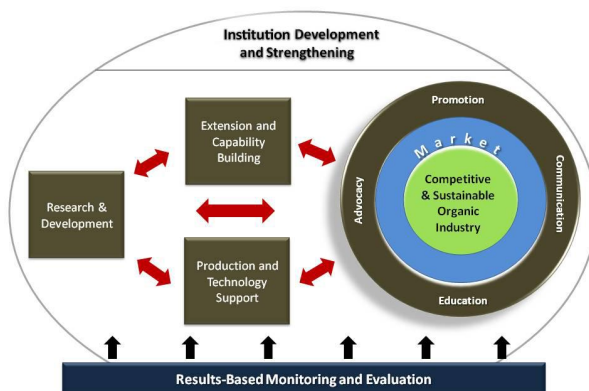 Institution Development
and Strengthening
Extension and
Capability
Building
Research &
Development
Production and
Technology
Support
Promotion
Communication
Education
Advocacy
Market
Competitive
& Sustainable
Organic
Industry
Results-Based Monitoring and Evaluation